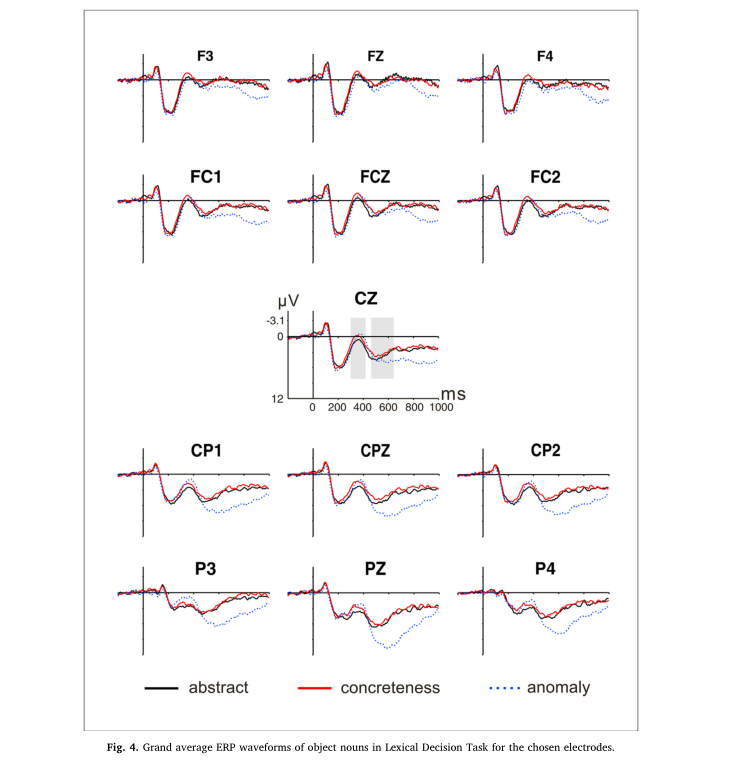 F3 FZ F4
FC1 FCZ FC2
CZ
µV
-3.1
0
12
ms
0 200 400 600 800 1000
CP1 CPZ CP2
P3 PZ P4
abstract concreteness anomaly
Fig. 4. Grand average ERP waveforms of object nouns in Lexical Decision Task for the chosen electrodes.